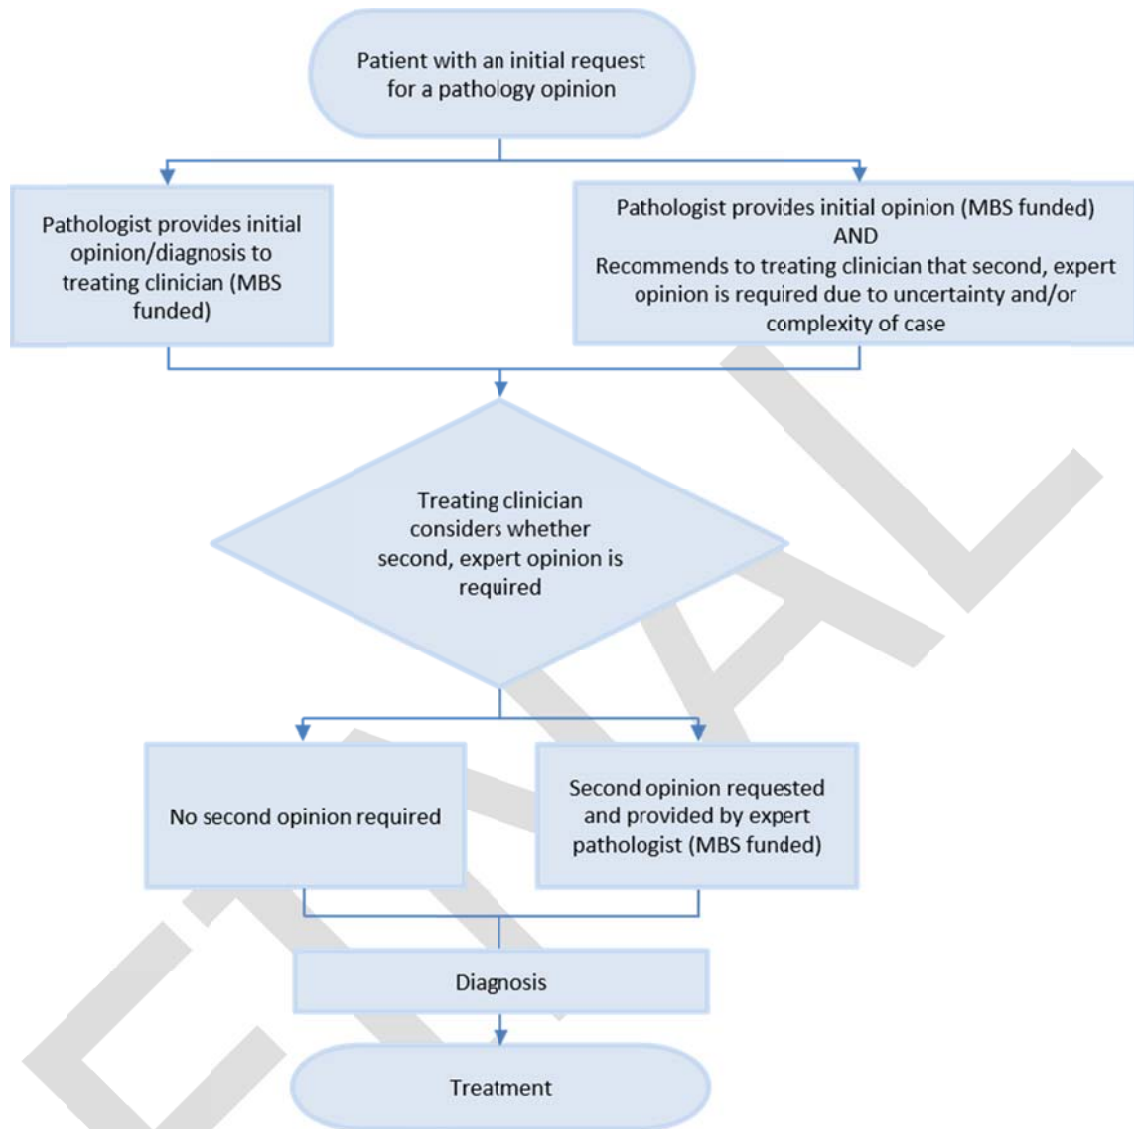 Patient with an initial request
for a pathology opinion
Pathologist provides initial
opinion/diagnosis to
treating clinician (MBS
funded)
Pathologist provides initial opinion (MBS funded)
AND
Recommends to treating clinician that second, expert
opinion is required due to uncertainty and/or
complexity of case
Treating clinician
considers whether
second, expert opinion is
required
No second opinion required
Second opinion requested
and provided by expert
pathologist (MBS funded)
Diagnosis
Treatment
FINAL